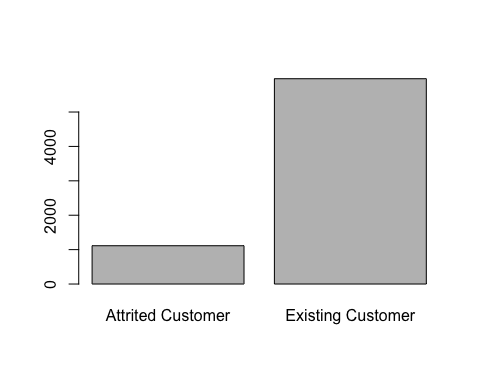 4000
2000
0
Attrited Customer
Existing Customer